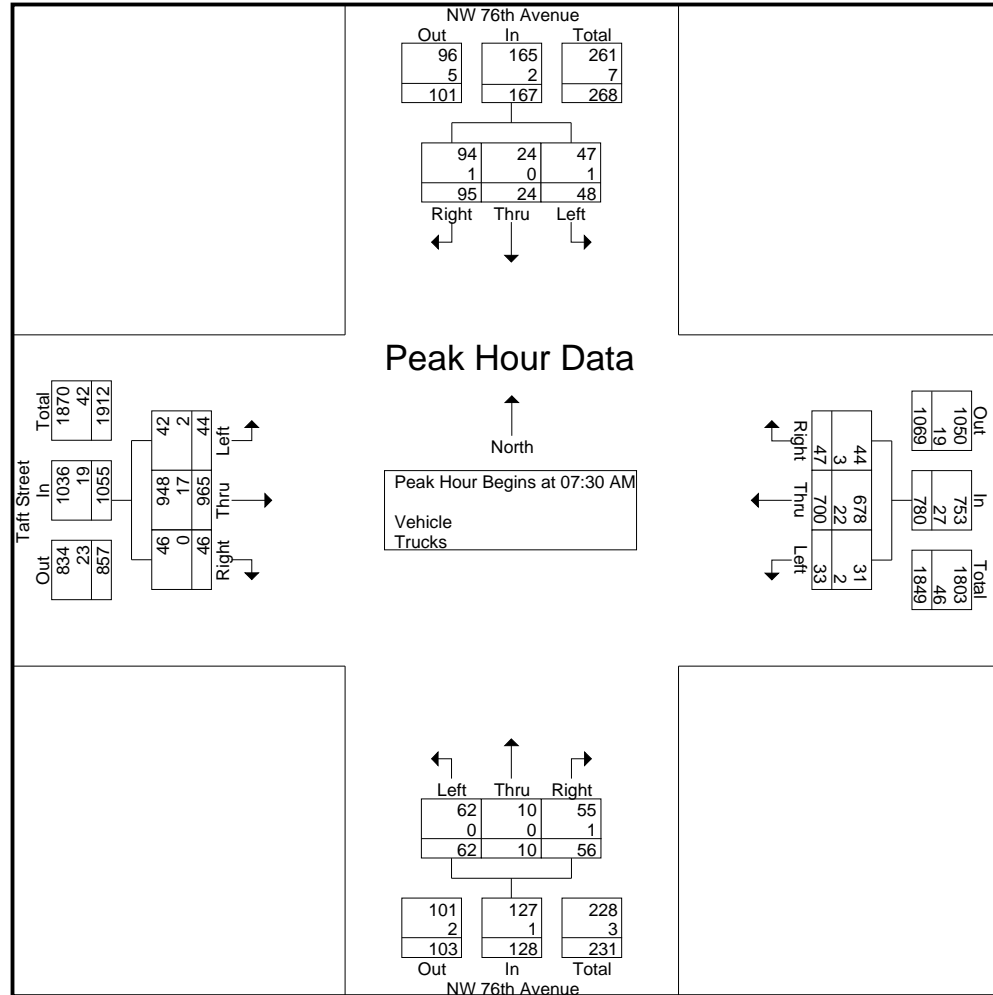 NW 76th Avenue
Out In Total
96 165 261
5 2 7
101 167 268
94 24 47
1 0 1
95 24 48
Right Thru Left
Peak Hour Data
North
Peak Hour Begins at 07:30 AM
Vehicle
Trucks
Taft Street
Out In Total
834 1036 1870
23 19 42
857 1055 1912
42 948 46
2 17 0
44 965 46
Left Thru Right
Right Thru Left
44 678 31
3 22 2
47 700 33
Out In Total
1050 753 1803
19 27 46
1069 780 1849
Left Thru Right
62 10 55
0 0 1
62 10 56
101 127 228
2 1 3
103 128 231
Out In Total
NW 76th Avenue